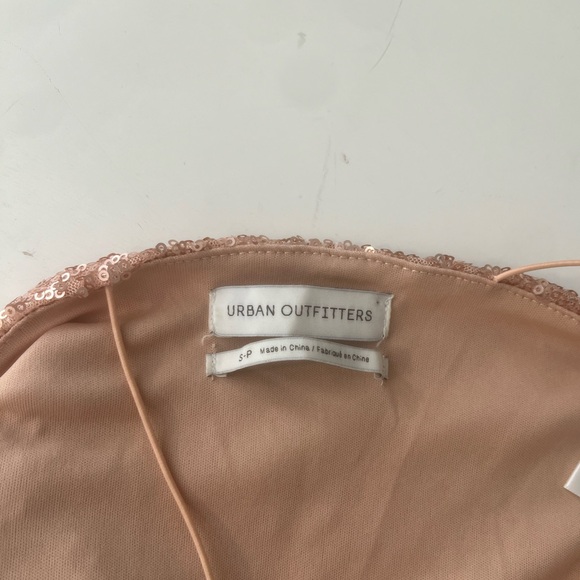 URBAN OUTFITTERS
S•P Made in China / Fabriqué en Chine